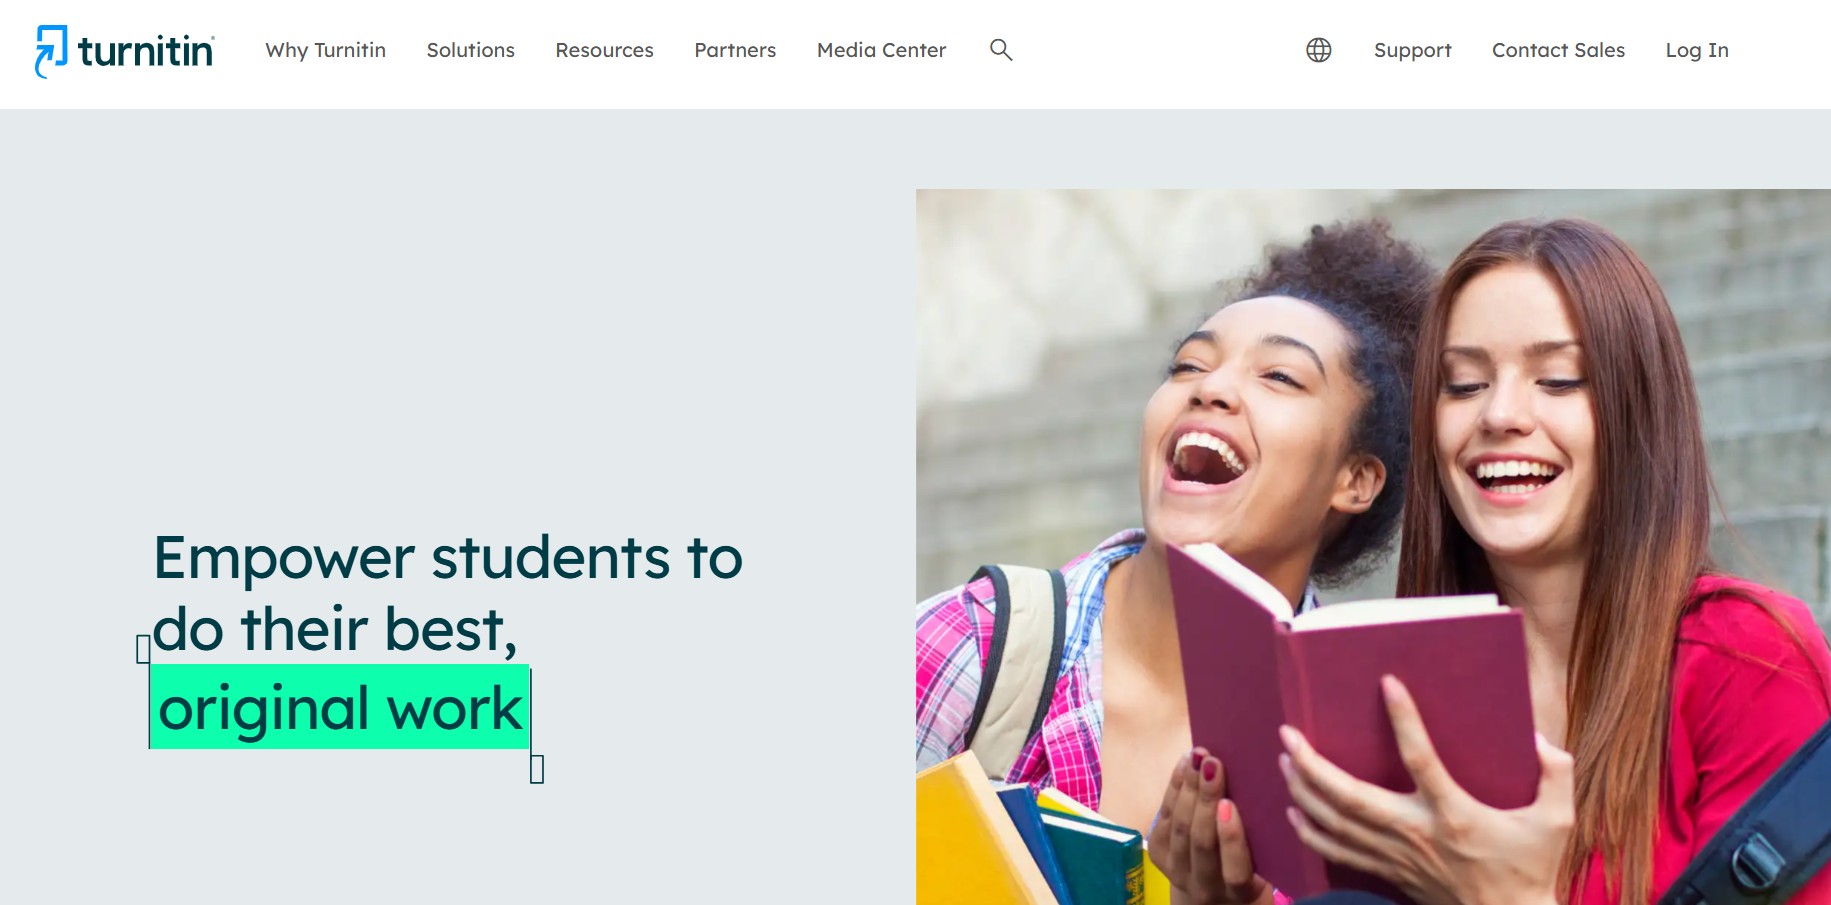 turnitin
Why Turnitin
Solutions
Resources
Partners
Media Center
Support
Contact Sales
Log In
Empower students to
do their best,
original work